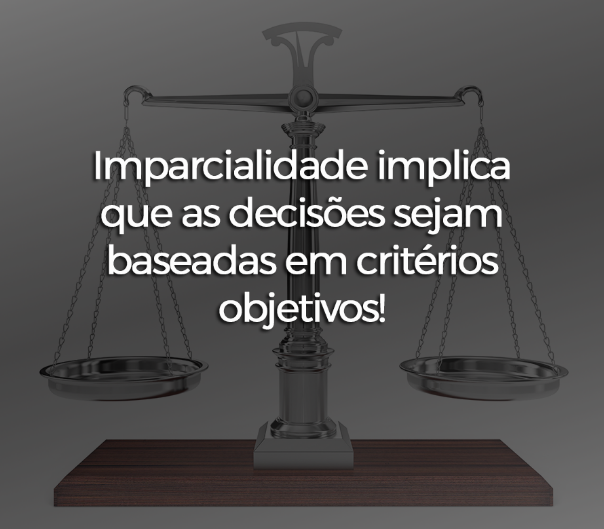 Imparcialidade implica
que as decisões sejam
baseadas em critérios
objetivos!